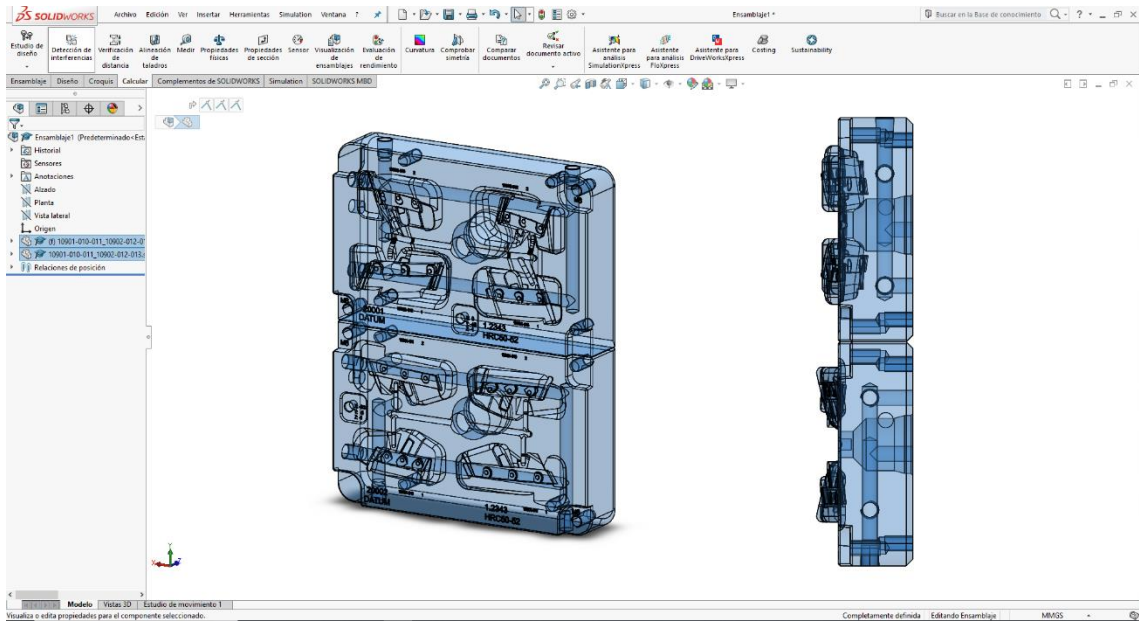 SOLIDWORKS
Archivo Edición Ver Insertar Herramientas Simulation Ventana ?
Ensamblaje1 *
Buscar en la Base de conocimiento
Estudio de diseño
Detección de interferencias
Verificación de distancia
Alineación de taladros
Medir
Propiedades físicas
Propiedades de sección
Sensor
Visualización de ensamblajes
Evaluación de rendimiento
Curvatura
Comprobar simetría
Comparar documentos
Revisar documento activo
Asistente para análisis SimulationXpress
Asistente para análisis FloXpress
Asistente para DriveWorksXpress
Costing
Sustainability
Ensamblaje Diseño Croquis Calcular Complementos de SOLIDWORKS Simulation SOLIDWORKS MBD
Ensamblaje1 (Predeterminado<Est
Historial
Sensores
Anotaciones
Alzado
Planta
Vista lateral
Origen
(f) 10901-010-011_10902-012-01
10901-010-011_10902-012-013.s
Relaciones de posición
20001
DATUM
1.2343
HRC50-52
20002
DATUM
1.2343
HRC50-52
Modelo Vistas 3D Estudio de movimiento 1
Visualiza o edita propiedades para el componente seleccionado.
Completamente definida Editando Ensamblaje MMGS